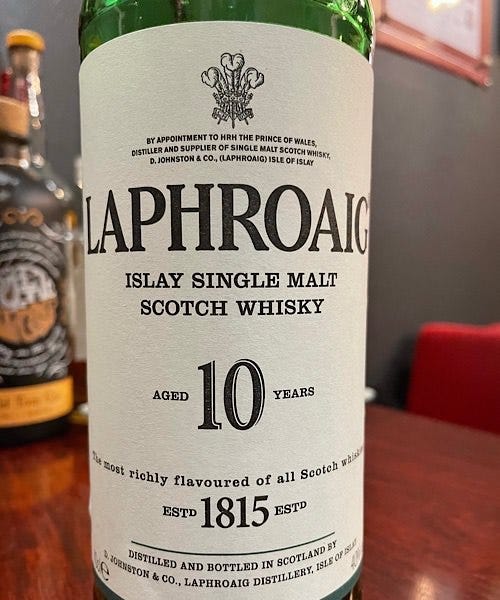 BY APPOINTMENT TO HRH THE PRINCE OF WALES,
DISTILLER AND SUPPLIER OF SINGLE MALT SCOTCH WHISKY,
D. JOHNSTON & CO., (LAPHROAIG) ISLE OF ISLAY
LAPHROAIG
ISLAY SINGLE MALT
SCOTCH WHISKY
AGED 10 YEARS
The most richly flavoured of all Scotch whiskies
ESTD 1815 ESTD
DISTILLED AND BOTTLED IN SCOTLAND BY
D. JOHNSTON & CO., LAPHROAIG DISTILLERY, ISLE OF ISLAY